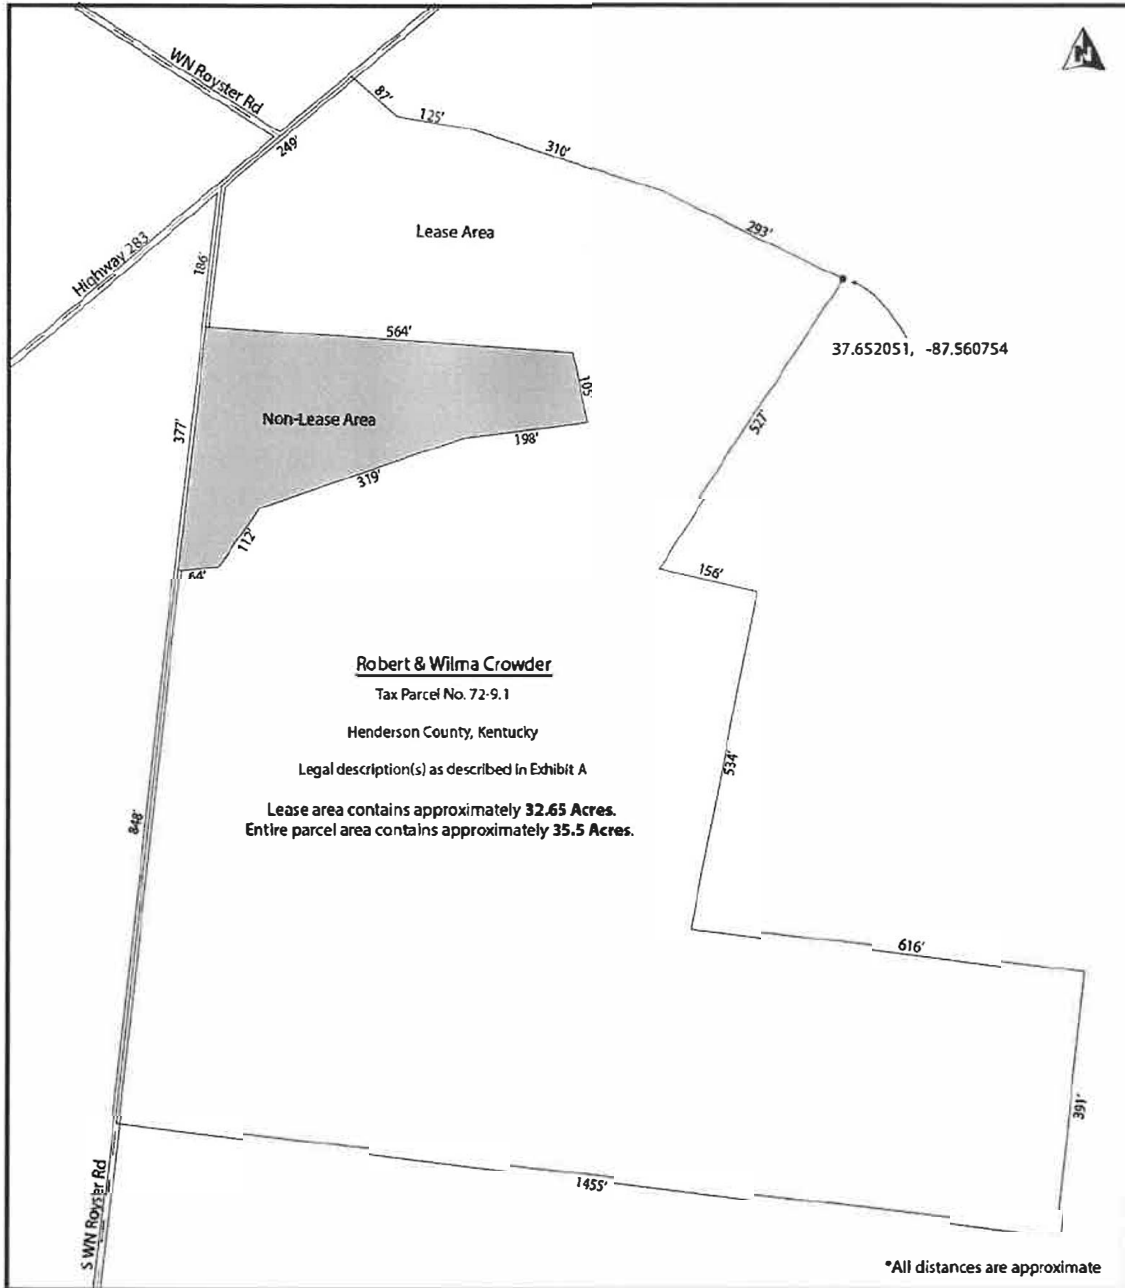 N
WN Royster Rd
87'
125'
249'
310'
Lease Area
293'
Highway 283
186'
564'
37.652051, -87.560754
105'
Non-Lease Area
377'
198'
527'
319'
112'
64'
156'
Robert & Wilma Crowder
Tax Parcel No. 72-9.1
Henderson County, Kentucky
Legal description(s) as described in Exhibit A
534'
Lease area contains approximately 32.65 Acres.
Entire parcel area contains approximately 35.5 Acres.
848'
616'
391'
1455'
S WN Royser Rd
*All distances are approximate